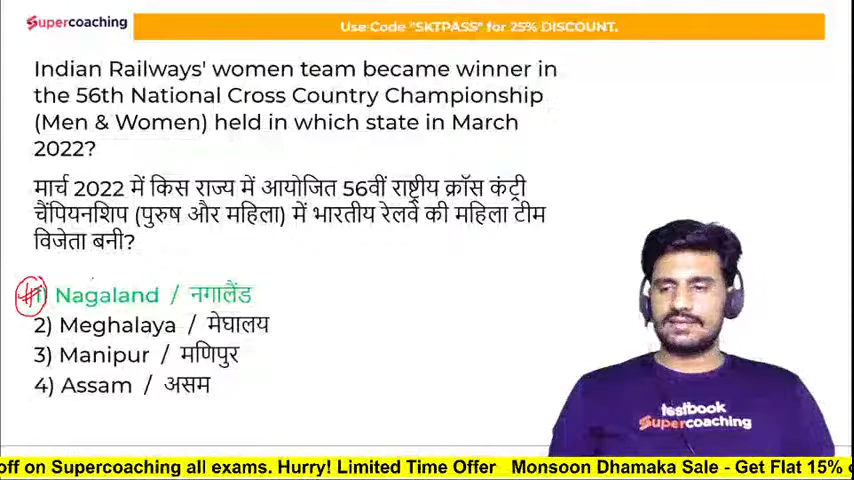 Supercoaching
Use Code "SKTPASS" for 25% DISCOUNT.
Indian Railways' women team became winner in
the 56th National Cross Country Championship
(Men & Women) held in which state in March
2022?
मार्च 2022 में किस राज्य में आयोजित 56वीं राष्ट्रीय क्रॉस कंट्री
चैंपियनशिप (पुरुष और महिला) में भारतीय रेलवे की महिला टीम
विजेता बनी?
1) Nagaland / नगालैंड
2) Meghalaya / मेघालय
3) Manipur / मणिपुर
4) Assam / असम
testbook
Supercoaching
off on Supercoaching all exams. Hurry! Limited Time Offer Monsoon Dhamaka Sale - Get Flat 15%